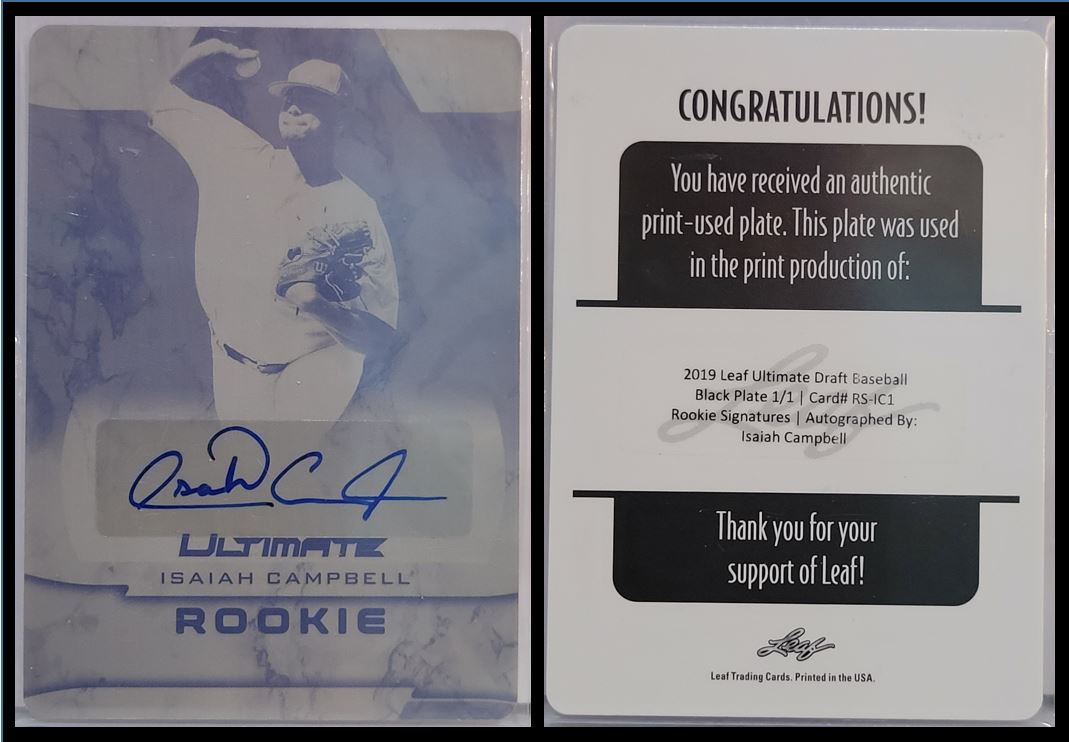 Isaiah C
ULTIMATE
ISAIAH CAMPBELL
ROOKIE
CONGRATULATIONS!
You have received an authentic
print-used plate. This plate was used
in the print production of:
2019 Leaf Ultimate Draft Baseball
Black Plate 1/1 | Card# RS-IC1
Rookie Signatures | Autographed By:
Isaiah Campbell
Thank you for your
support of Leaf!
Leaf
Leaf Trading Cards. Printed in the USA.